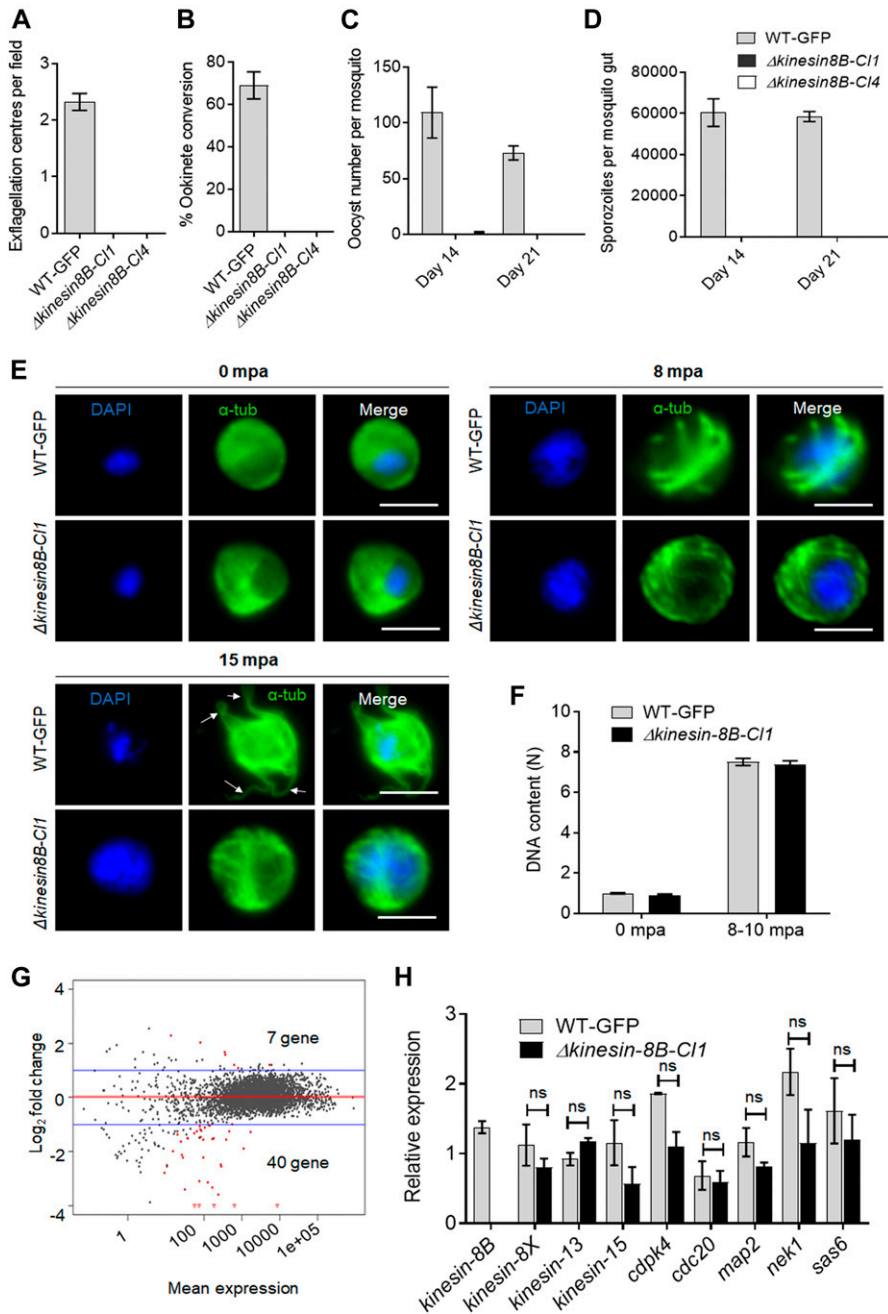 A
Exflagellation centres per field
3
2
1
0
WT-GFP
Δkinesin8B-Cl1
Δkinesin8B-Cl4
B
% Ookinete conversion
80
60
40
20
0
WT-GFP
Δkinesin8B-Cl1
Δkinesin8B-Cl4
C
Oocyst number per mosquito
150
100
50
0
Day 14
Day 21
D
Sporozoites per mosquito gut
80000
60000
40000
20000
0
Day 14
Day 21
WT-GFP
Δkinesin8B-Cl1
Δkinesin8B-Cl4
E
0 mpa
WT-GFP
DAPI
α-tub
Merge
Δkinesin8B-Cl1
8 mpa
WT-GFP
DAPI
α-tub
Merge
Δkinesin8B-Cl1
15 mpa
WT-GFP
DAPI
α-tub
Merge
Δkinesin8B-Cl1
F
WT-GFP
Δkinesin-8B-Cl1
DNA content (N)
10
8
6
4
2
0
0 mpa
8-10 mpa
G
Log2 fold change
4
2
0
-2
-4
7 gene
40 gene
1
100
1000
10000
1e+05
Mean expression
H
Relative expression
3
2
1
0
WT-GFP
Δkinesin-8B-Cl1
ns
ns
ns
ns
ns
ns
ns
ns
kinesin-8B
kinesin-8X
kinesin-13
kinesin-15
cdpk4
cdc20
map2
nek1
sas6